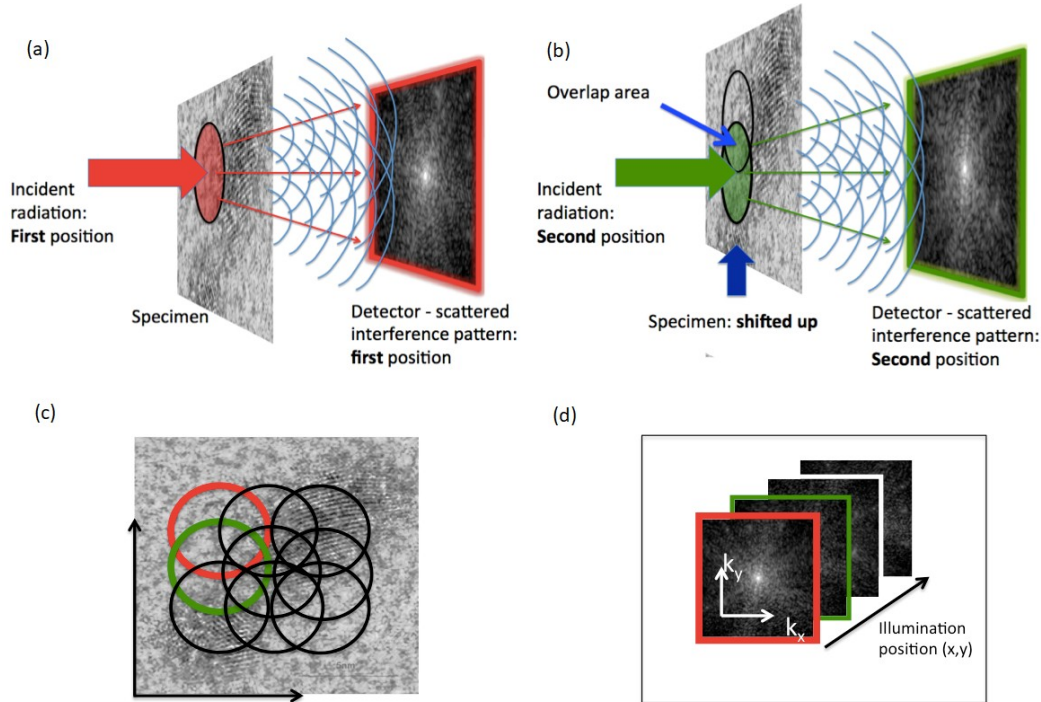 (a)
Incident
radiation:
First position
Specimen
Detector - scattered
interference pattern:
first position
(b)
Overlap area
Incident
radiation:
Second position
Specimen: shifted up
Detector - scattered
interference pattern:
Second position
(c)
5nm
(d)
ky
kx
Illumination
position (x,y)